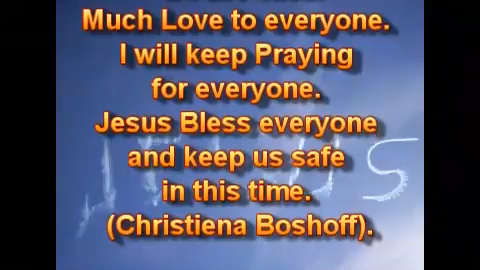 Much Love to everyone.
I will keep Praying
for everyone.
Jesus Bless everyone
and keep us safe
in this time.
(Christiena Boshoff).